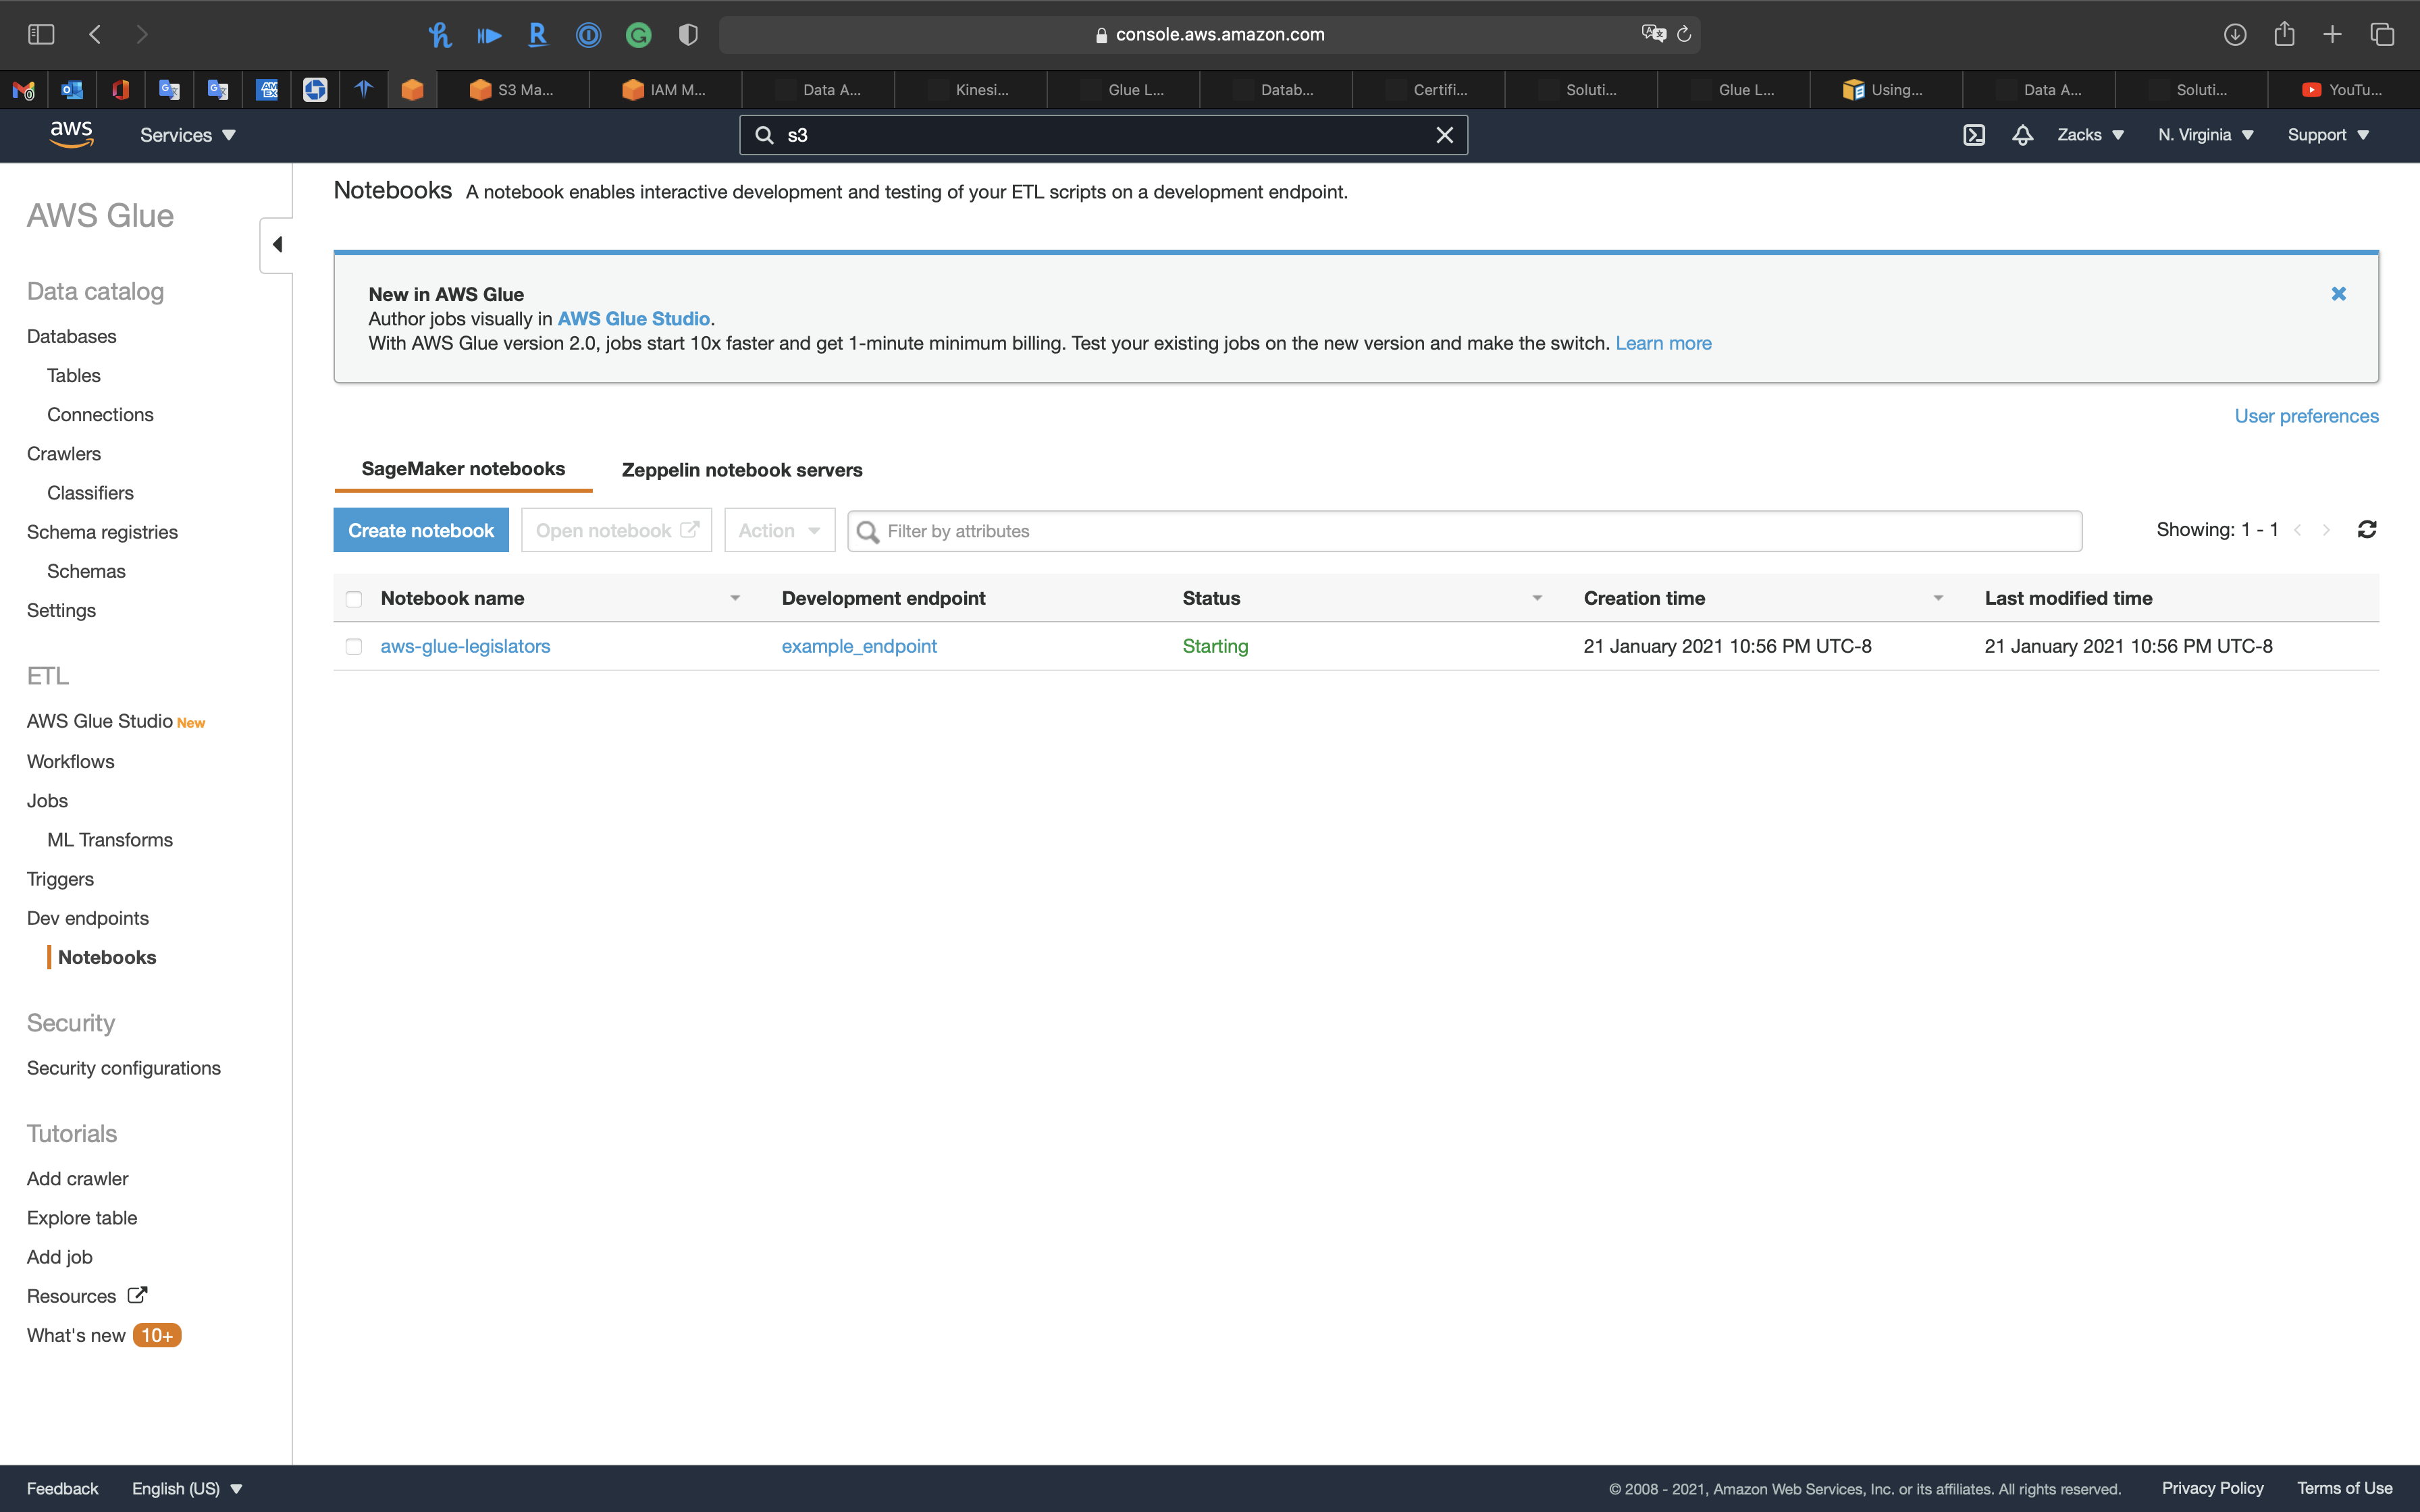 console.aws.amazon.com
S3 Ma...
IAM M...
Data A...
Kinesi...
Glue L...
Datab...
Certifi...
Soluti...
Glue L...
Using...
Data A...
Soluti...
YouTu...
aws
Services
s3
Zacks
N. Virginia
Support
AWS Glue
Data catalog
Databases
Tables
Connections
Crawlers
Classifiers
Schema registries
Schemas
Settings
ETL
AWS Glue Studio New
Workflows
Jobs
ML Transforms
Triggers
Dev endpoints
Notebooks
Security
Security configurations
Tutorials
Add crawler
Explore table
Add job
Resources
What's new 10+
Notebooks A notebook enables interactive development and testing of your ETL scripts on a development endpoint.
New in AWS Glue
Author jobs visually in AWS Glue Studio.
With AWS Glue version 2.0, jobs start 10x faster and get 1-minute minimum billing. Test your existing jobs on the new version and make the switch. Learn more
User preferences
SageMaker notebooks
Zeppelin notebook servers
Create notebook
Open notebook
Action
Filter by attributes
Showing: 1 - 1
Notebook name Development endpoint Status Creation time Last modified time
aws-glue-legislators example_endpoint Starting 21 January 2021 10:56 PM UTC-8 21 January 2021 10:56 PM UTC-8
Feedback
English (US)
© 2008 - 2021, Amazon Web Services, Inc. or its affiliates. All rights reserved.
Privacy Policy
Terms of Use